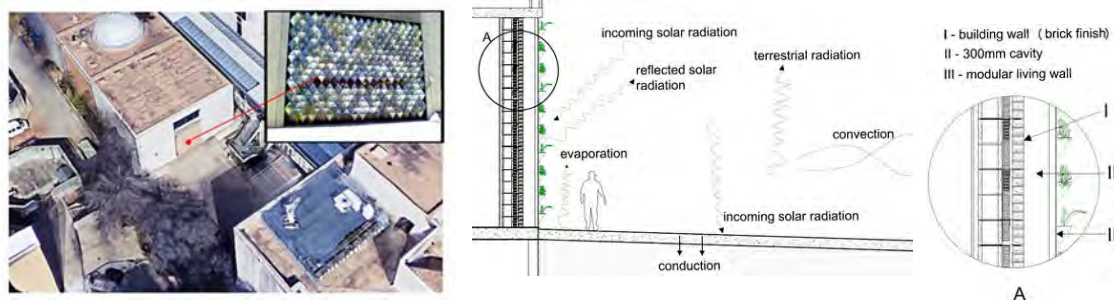 A
incoming solar radiation
reflected solar
radiation
evaporation
terrestrial radiation
convection
incoming solar radiation
conduction
I - building wall ( brick finish)
II - 300mm cavity
III - modular living wall
I
II
II
A